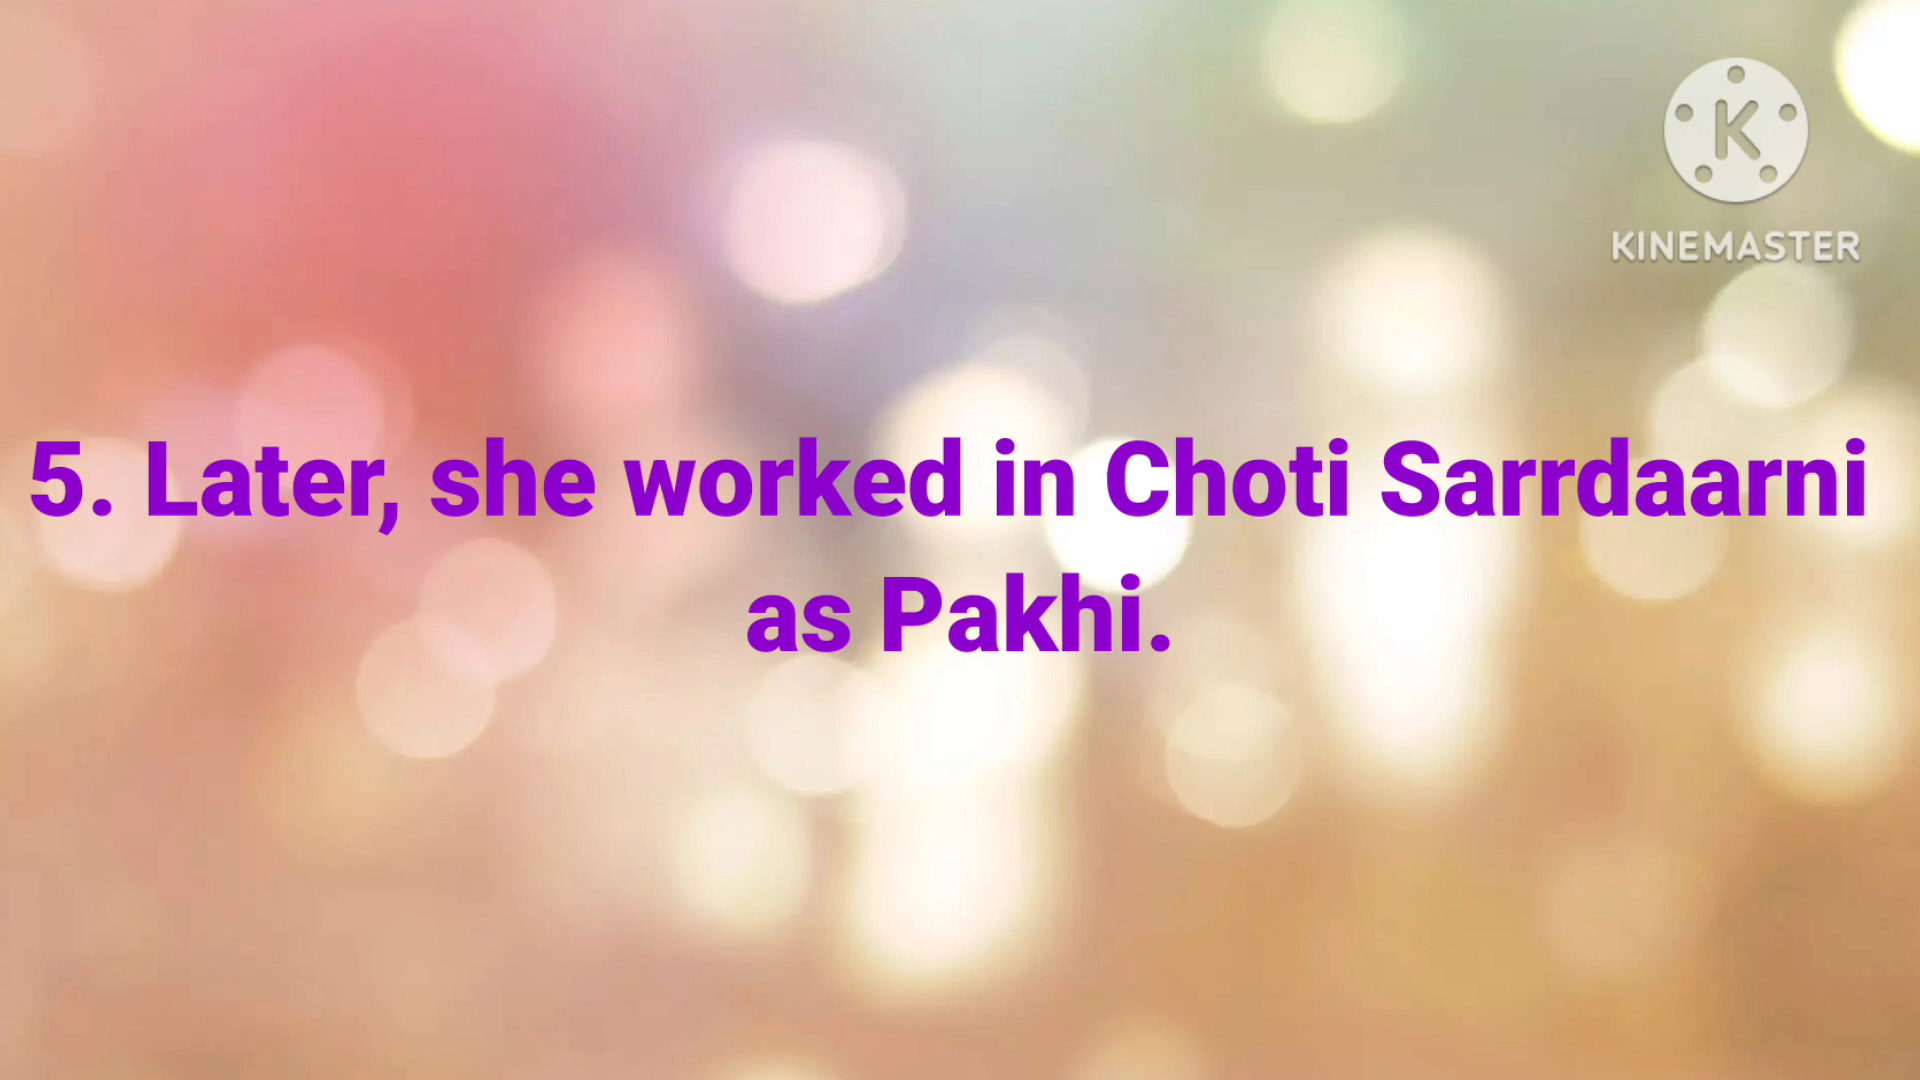 K
KINEMASTER
5. Later, she worked in Choti Sarrdaarni
as Pakhi.